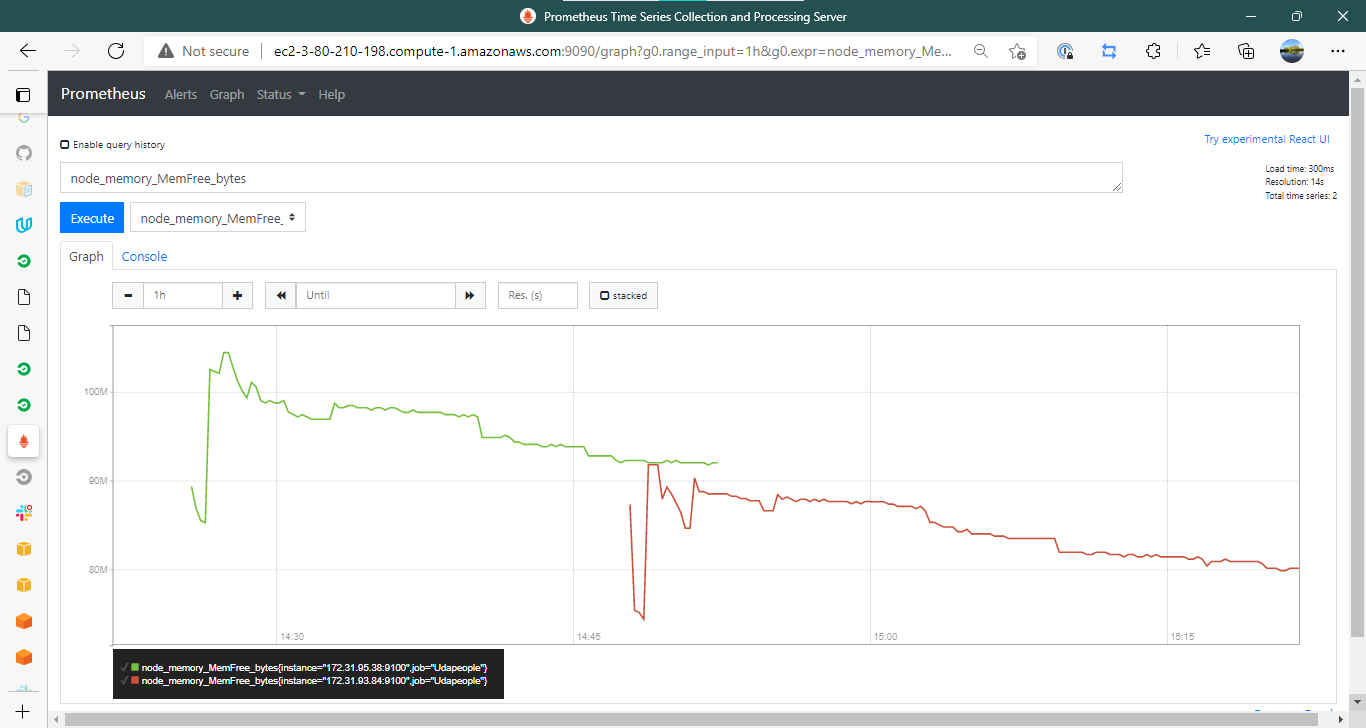 Prometheus Time Series Collection and Processing Server
Not secure ec2-3-80-210-198.compute-1.amazonaws.com:9090/graph?g0.range_input=1h&g0.expr=node_memory_Me...
Prometheus Alerts Graph Status Help
Try experimental React UI
Enable query history
node_memory_MemFree_bytes
Load time: 300ms
Resolution: 14s
Total time series: 2
Execute node_memory_MemFree_
Graph Console
1h Until Res. (s) stacked
100M
90M
80M
14:30 14:45 15:00 15:15
node_memory_MemFree_bytes{instance="172.31.95.38:9100",job="Udapeople"}
node_memory_MemFree_bytes{instance="172.31.93.84:9100",job="Udapeople"}